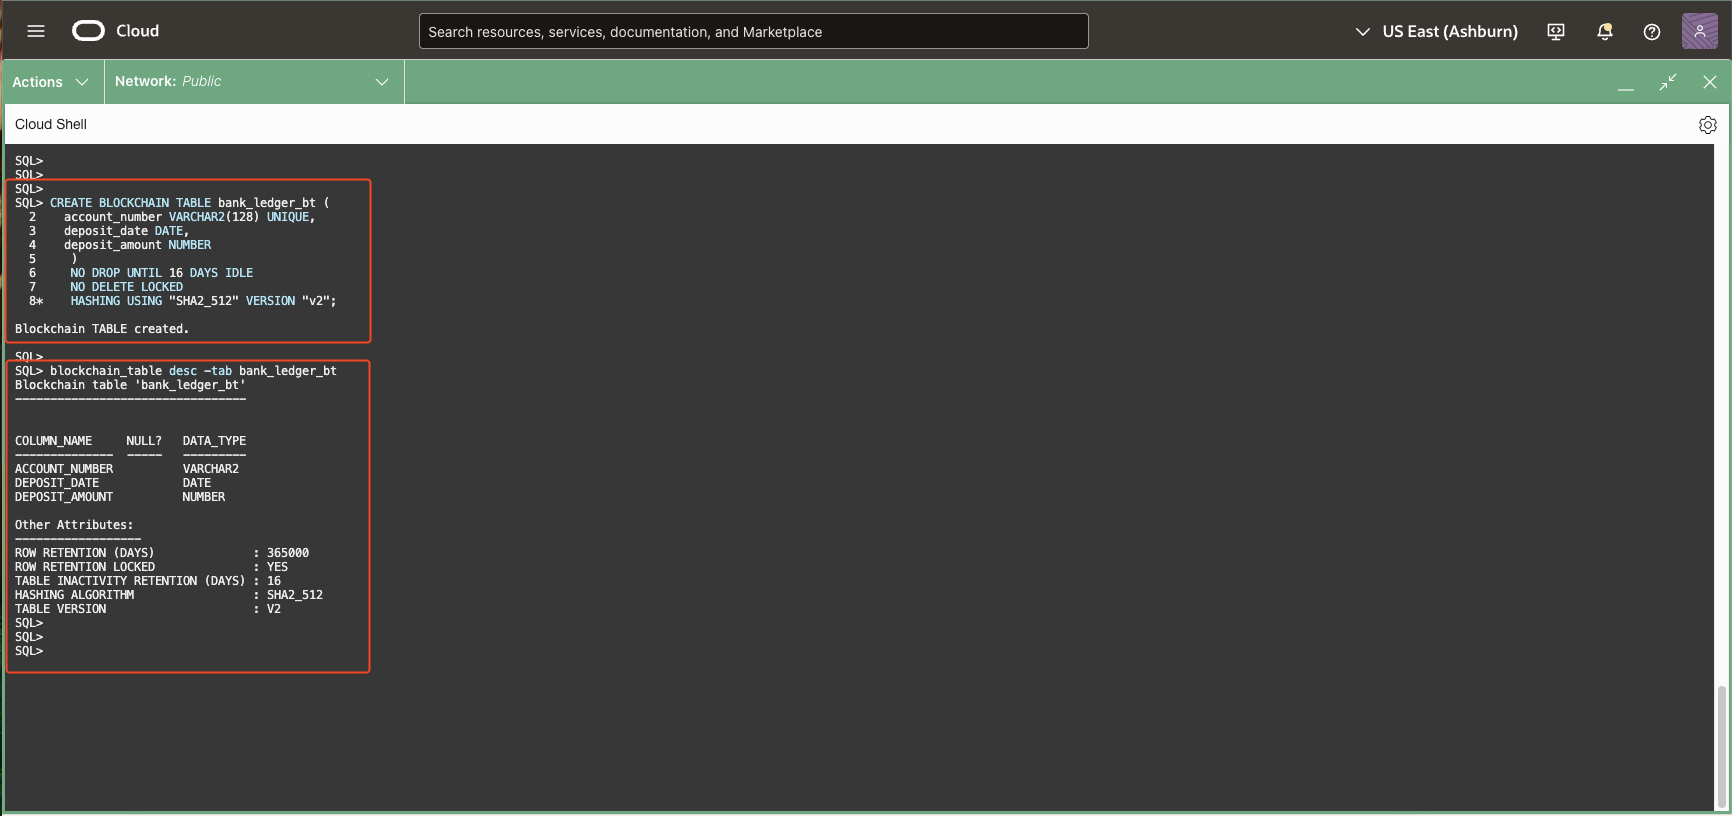 Cloud
Search resources, services, documentation, and Marketplace
US East (Ashburn)
Actions
Network: Public
Cloud Shell
SQL>
SQL>
SQL>
SQL> CREATE BLOCKCHAIN TABLE bank_ledger_bt (
2 account_number VARCHAR2(128) UNIQUE,
3 deposit_date DATE,
4 deposit_amount NUMBER
5 )
6 NO DROP UNTIL 16 DAYS IDLE
7 NO DELETE LOCKED
8* HASHING USING "SHA2_512" VERSION "v2";
Blockchain TABLE created.
SQL>
SQL> blockchain_table desc -tab bank_ledger_bt
Blockchain table 'bank_ledger_bt'
---------------------------------
COLUMN_NAME NULL? DATA_TYPE
-------------- ----- ---------
ACCOUNT_NUMBER VARCHAR2
DEPOSIT_DATE DATE
DEPOSIT_AMOUNT NUMBER
Other Attributes:
------------------
ROW RETENTION (DAYS) : 365000
ROW RETENTION LOCKED : YES
TABLE INACTIVITY RETENTION (DAYS) : 16
HASHING ALGORITHM : SHA2_512
TABLE VERSION : V2
SQL>
SQL>
SQL>